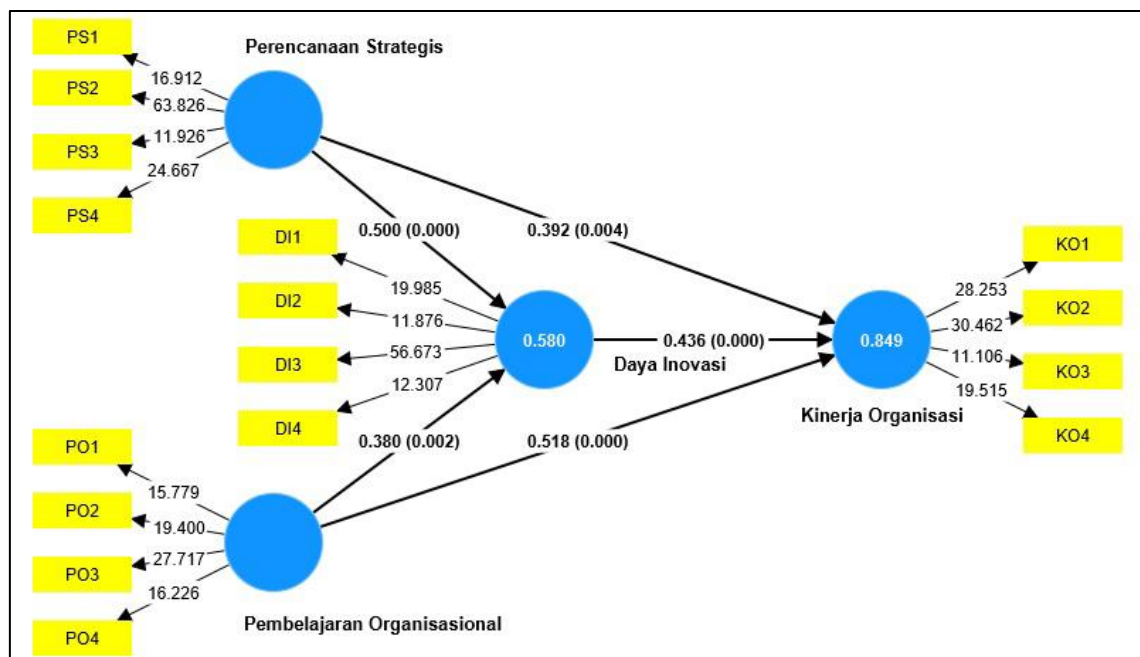 PS1
Perencanaan Strategis
16.912
PS2
63.826
11.926
PS3
24.667
PS4
0.500 (0.000)
0.392 (0.004)
DI1
19.985
DI2
11.876
DI3
56.673
DI4
12.307
0.580
0.436 (0.000)
Daya Inovasi
0.849
Kinerja Organisasi
KO1
28.253
KO2
30.462
11.106
KO3
19.515
KO4
0.380 (0.002)
0.518 (0.000)
PO1
15.779
PO2
19.400
27.717
PO3
16.226
PO4
Pembelajaran Organisasional